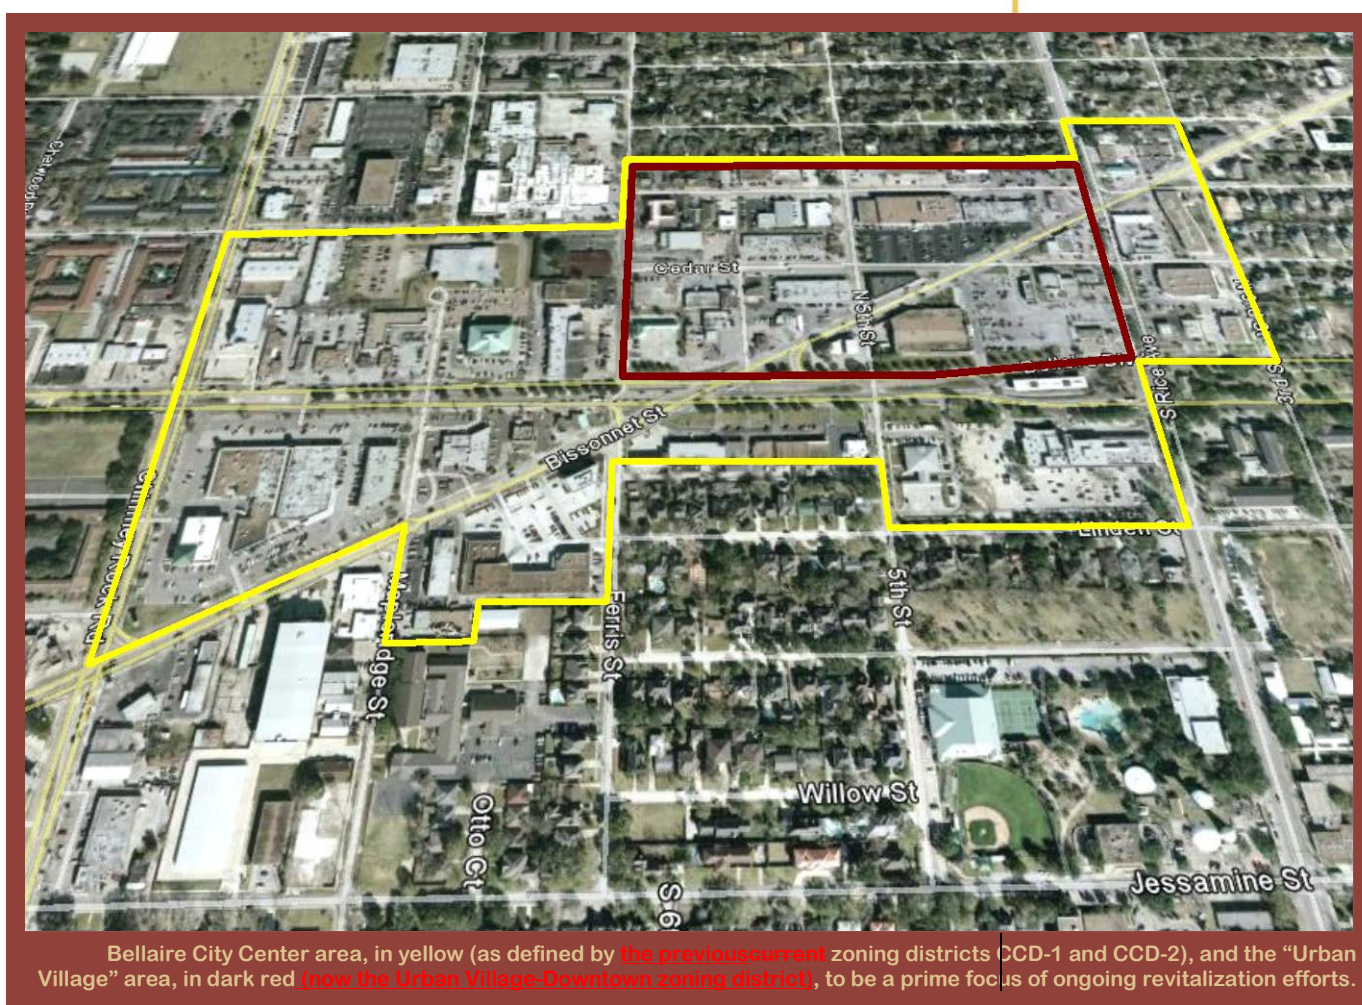 Cedar St
N 5th St
S Rice Ave
Bissonnet St
Linden St
5th St
Ferris St
Willow St
Otto Ct
Jessamine St
S 6
Bellaire City Center area, in yellow (as defined by the previouscurrent zoning districts CCD-1 and CCD-2), and the “Urban
Village” area, in dark red (now the Urban Village-Downtown zoning district), to be a prime focus of ongoing revitalization efforts.